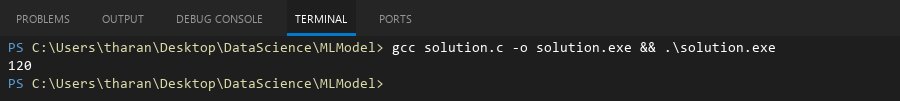 PROBLEMS OUTPUT DEBUG CONSOLE TERMINAL PORTS
PS C:\Users\tharan\Desktop\DataScience\MLModel> gcc solution.c -o solution.exe && .\solution.exe
120
PS C:\Users\tharan\Desktop\DataScience\MLModel>